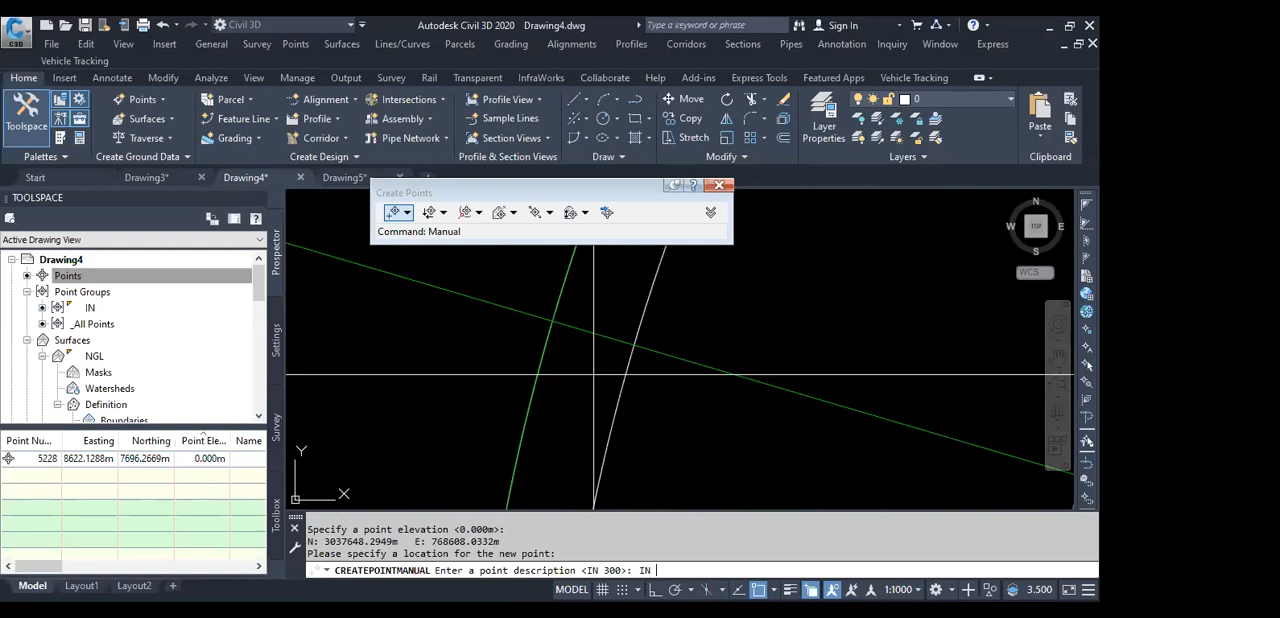 Civil 3D
Autodesk Civil 3D 2020 Drawing4.dwg
Type a keyword or phrase
Sign In
C3D
File Edit View Insert General Survey Points Surfaces Lines/Curves Parcels Grading Alignments Profiles Corridors Sections Pipes Annotation Inquiry Window Express
Vehicle Tracking
Home Insert Annotate Modify Analyze View Manage Output Survey Rail Transparent InfraWorks Collaborate Help Add-ins Express Tools Featured Apps Vehicle Tracking
Points Parcel Alignment Intersections Profile View Move
Toolspace Surfaces Feature Line Profile Assembly Sample Lines Copy Layer Properties Paste
Traverse Grading Corridor Pipe Network Section Views Stretch
0
Palettes Create Ground Data Create Design Profile & Section Views Draw Modify Layers Clipboard
Start Drawing3* Drawing4* Drawing5*
TOOLSPACE
Create Points
Command: Manual
Active Drawing View
Drawing4
Points
Point Groups
IN
_All Points
Surfaces
NGL
Masks
Watersheds
Definition
Boundaries
Prospector
Settings
Survey
Toolbox
Point Nu... Easting Northing Point Ele... Name
5228 8622.1288m 7696.2669m 0.000m
N
W TOP E
S
WCS
Y
X
Specify a point elevation <0.000m>:
N: 3037648.2949m E: 768608.0332m
Please specify a location for the new point:
CREATEPOINTMANUAL Enter a point description <IN 300>: IN
Model Layout1 Layout2 +
MODEL 1:1000 3.500